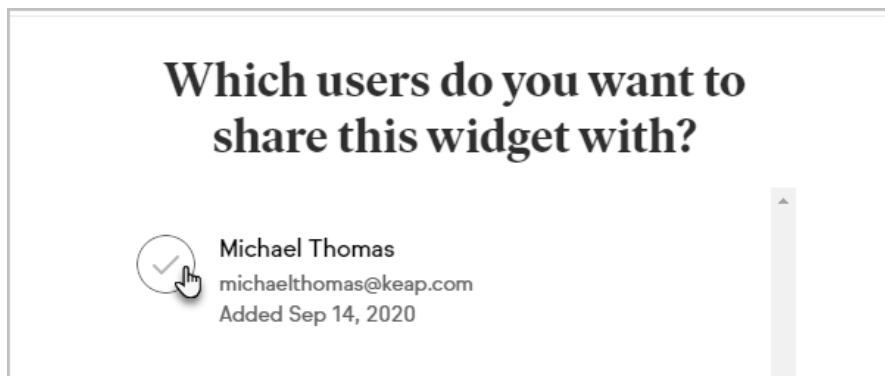 Which users do you want to
share this widget with?
Michael Thomas
michaelthomas@keap.com
Added Sep 14, 2020